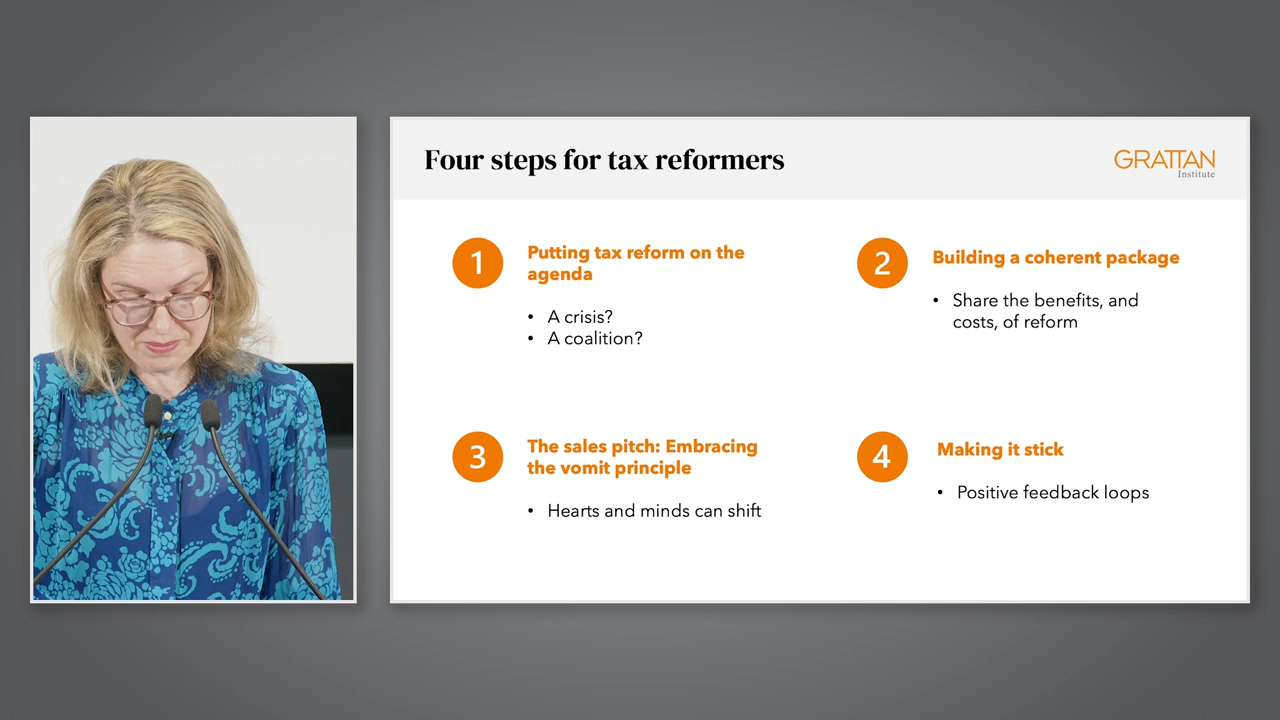 Four steps for tax reformers
GRATTAN
Institute
1
Putting tax reform on the
agenda
• A crisis?
• A coalition?
2
Building a coherent package
• Share the benefits, and
costs, of reform
3
The sales pitch: Embracing
the vomit principle
• Hearts and minds can shift
4
Making it stick
• Positive feedback loops